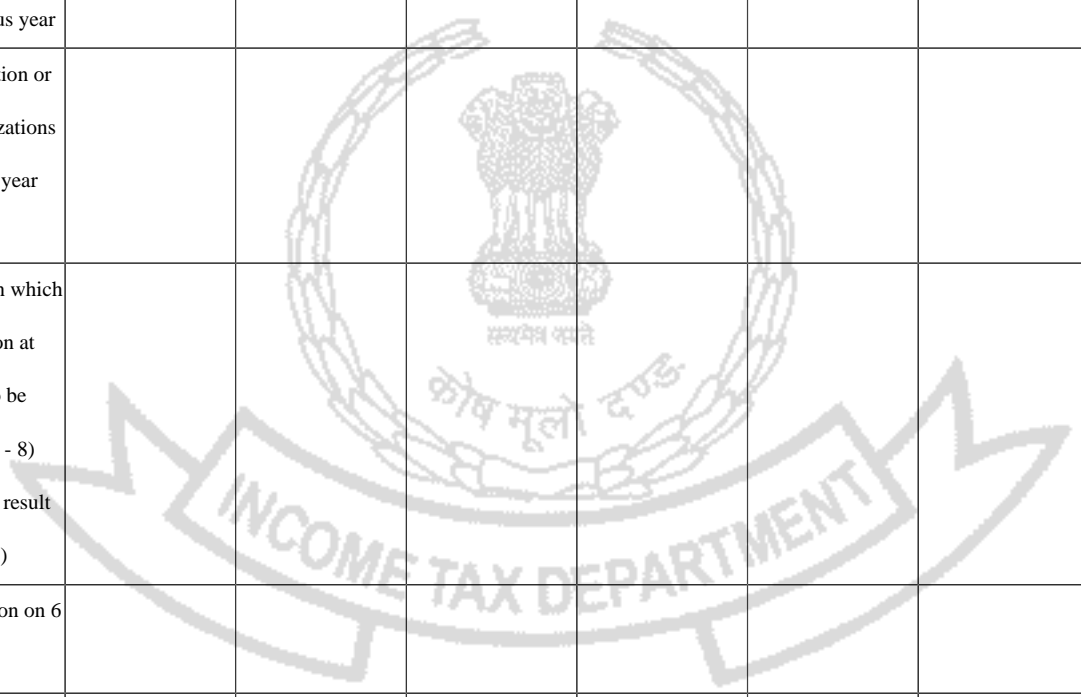 us year
tion or
zations
year
n which
on at
o be
- 8)
result
)
on on 6
सत्यमेव जयते
कोष मूलो दण्ड
INCOME TAX DEPARTMENT